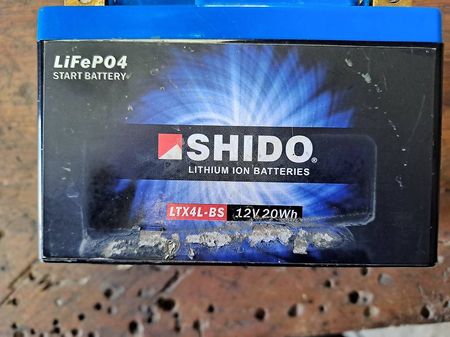 LiFePO4
START BATTERY
SHIDO®
LITHIUM ION BATTERIES
LTX4L-BS 12V 20Wh